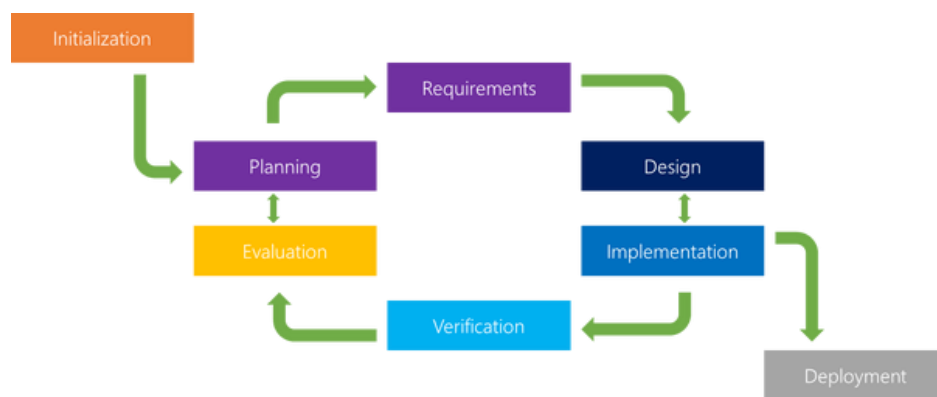 Initialization
Requirements
Planning
Design
Evaluation
Implementation
Verification
Deployment